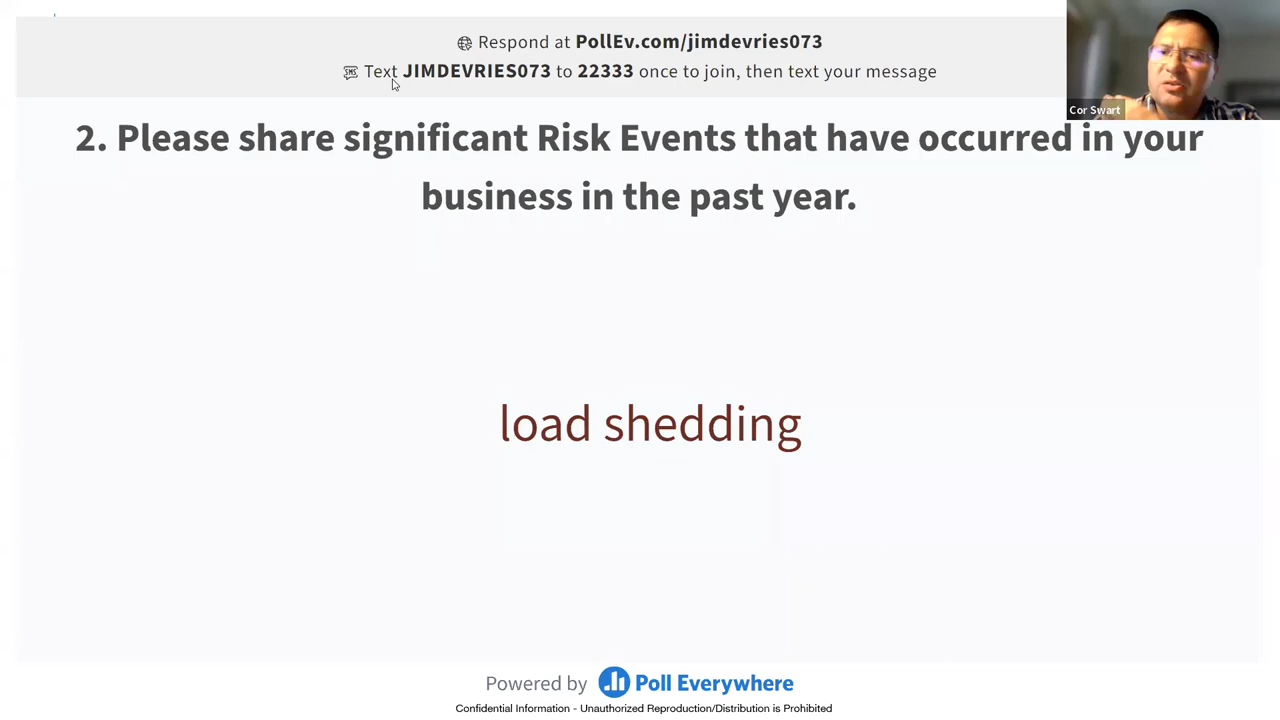 Respond at PollEv.com/jimdevries073
Text JIMDEVRIES073 to 22333 once to join, then text your message
Cor Swart
2. Please share significant Risk Events that have occurred in your
business in the past year.
load shedding
Powered by Poll Everywhere
Confidential Information - Unauthorized Reproduction/Distribution is Prohibited